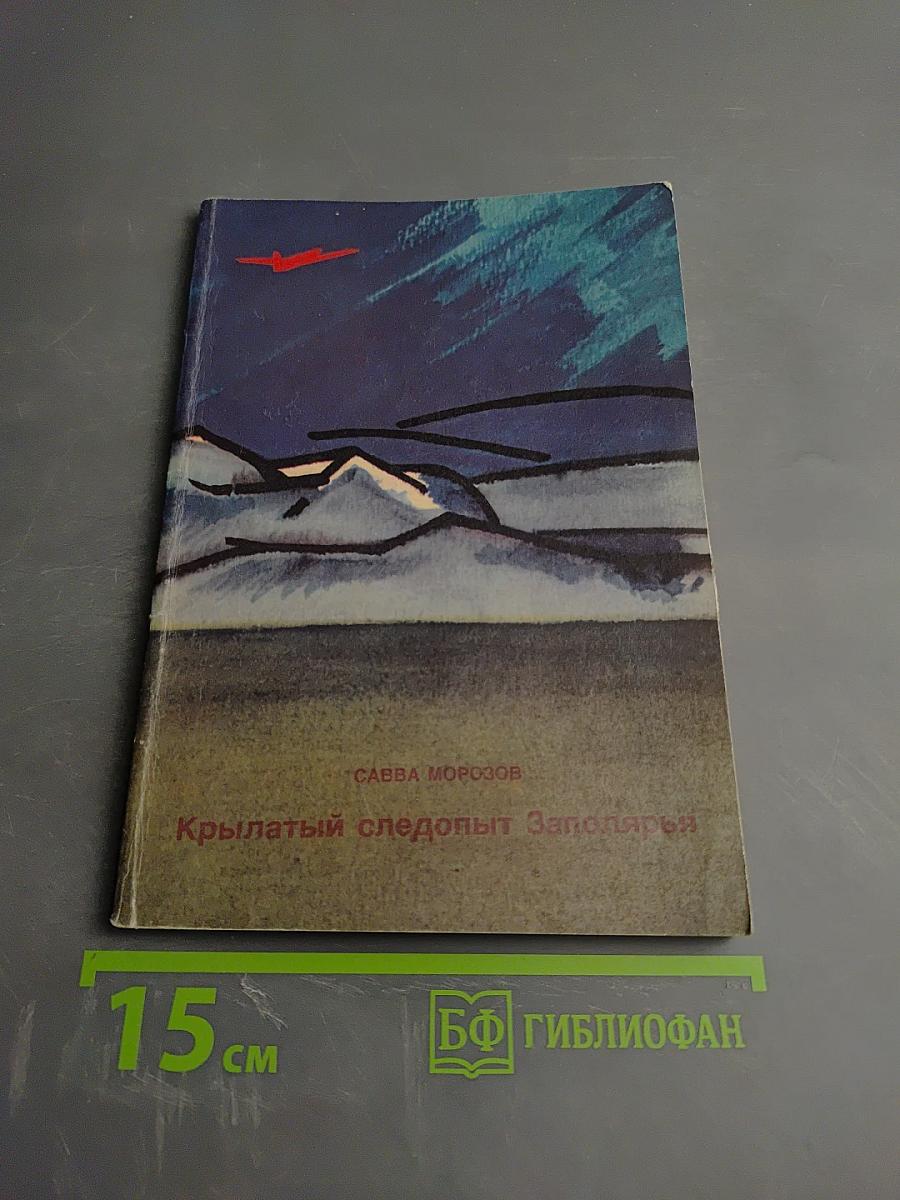 САВВА МОРОЗОВ
Крылатый следопыт Заполярья
15 см
БФ ГИБЛИОФАН